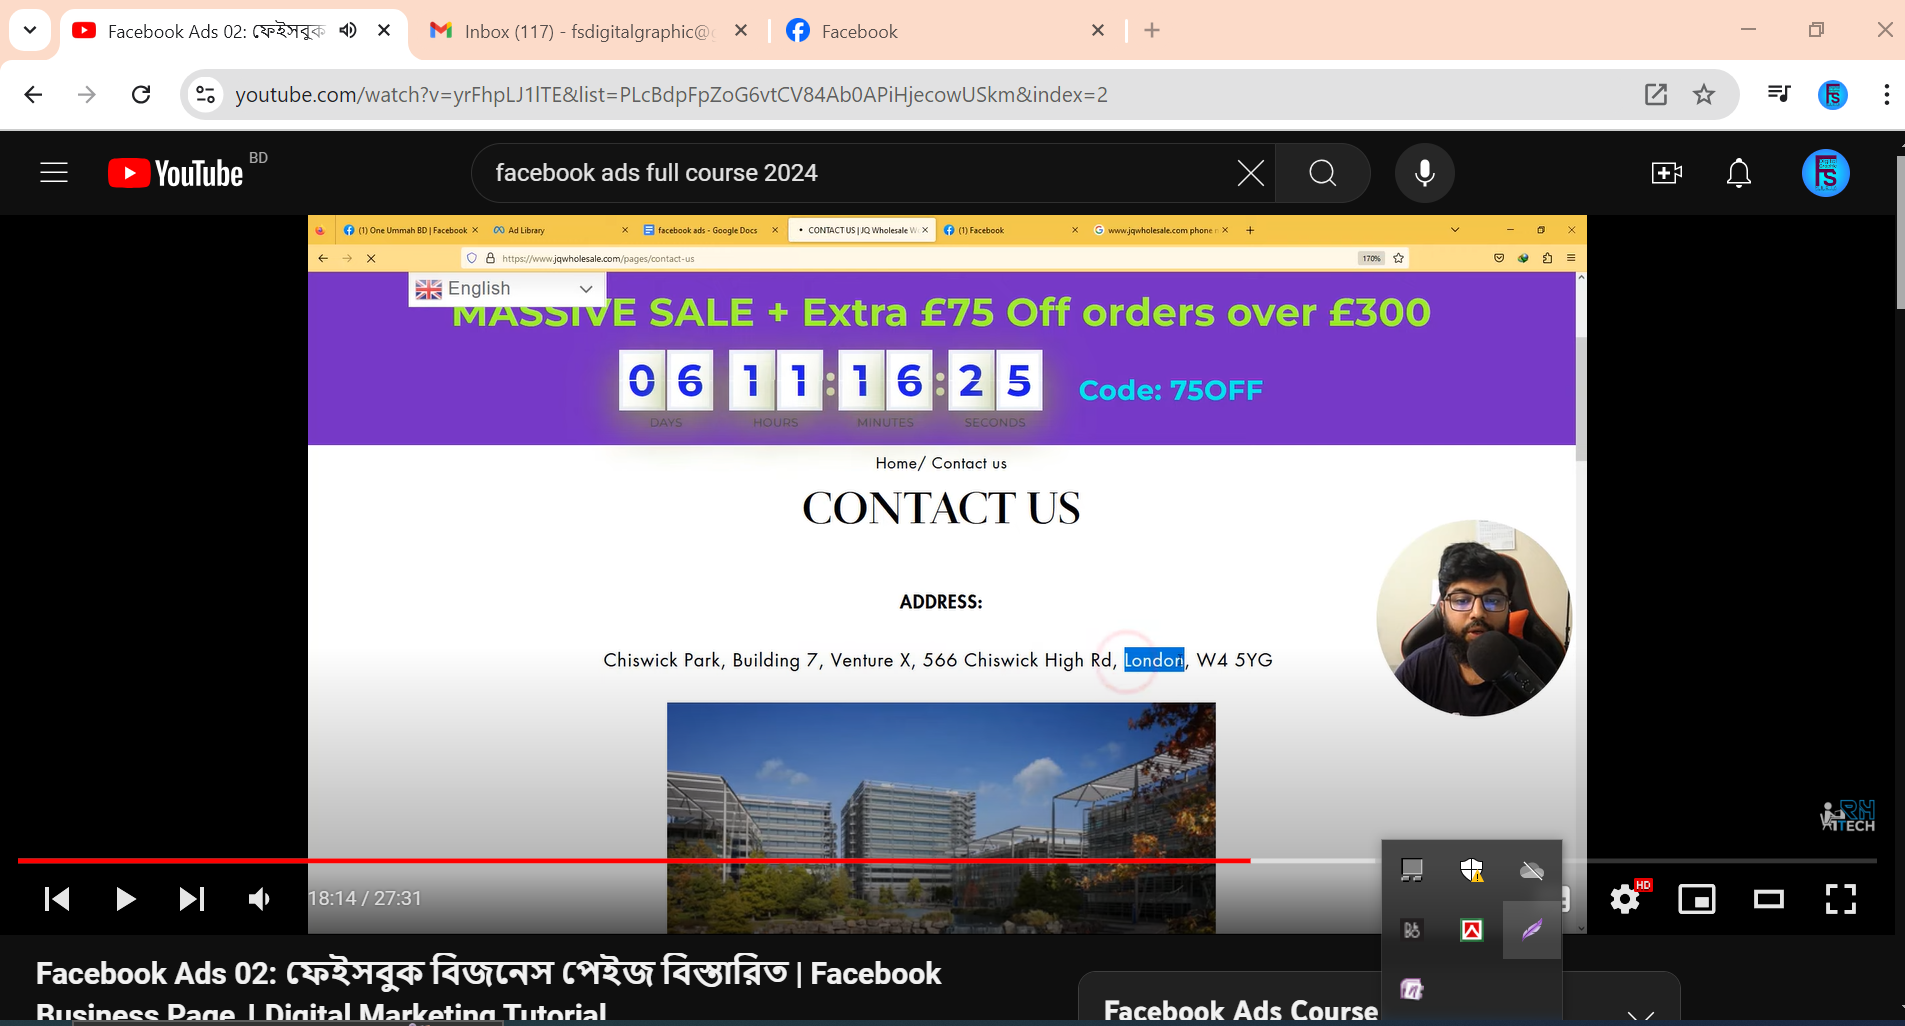 Facebook Ads 02: ফেইসবুক
Inbox (117) - fsdigitalgraphic@g
Facebook
youtube.com/watch?v=yrFhpLJ1lTE&list=PLcBdpFpZoG6vtCV84Ab0APiHjecowUSkm&index=2
YouTube BD
facebook ads full course 2024
(1) One Ummah BD | Facebook
Ad Library
facebook ads - Google Docs
CONTACT US | JQ Wholesale W
(1) Facebook
www.jqwholesale.com phone n
https://www.jqwholesale.com/pages/contact-us
170%
English
MASSIVE SALE + Extra £75 Off orders over £300
06 11:16:25
Code: 75OFF
DAYS HOURS MINUTES SECONDS
Home/ Contact us
CONTACT US
ADDRESS:
Chiswick Park, Building 7, Venture X, 566 Chiswick High Rd, London, W4 5YG
RH
TECH
18:14 / 27:31
HD
Facebook Ads 02: ফেইসবুক বিজনেস পেইজ বিস্তারিত | Facebook
Business Page | Digital Marketing Tutorial
Facebook Ads Course